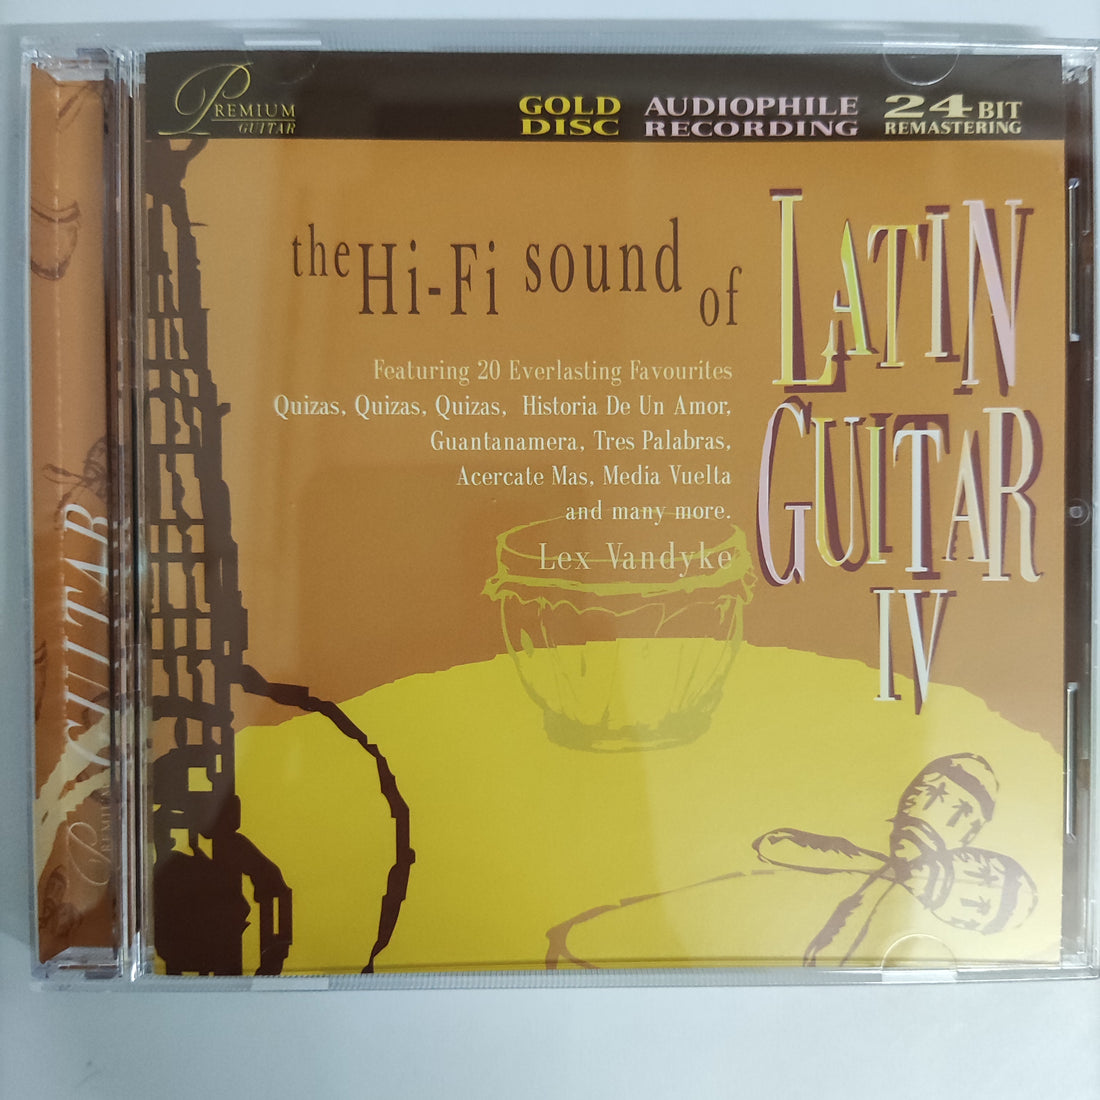 PREMIUM
GUITAR
GOLD DISC
AUDIOPHILE RECORDING
24 BIT REMASTERING
the Hi-Fi sound of
LATIN
GUITAR
IV
Featuring 20 Everlasting Favourites
Quizas, Quizas, Quizas, Historia De Un Amor,
Guantanamera, Tres Palabras,
Acercate Mas, Media Vuelta
and many more.
Lex Vandyke
GUITAR
PREMIUM